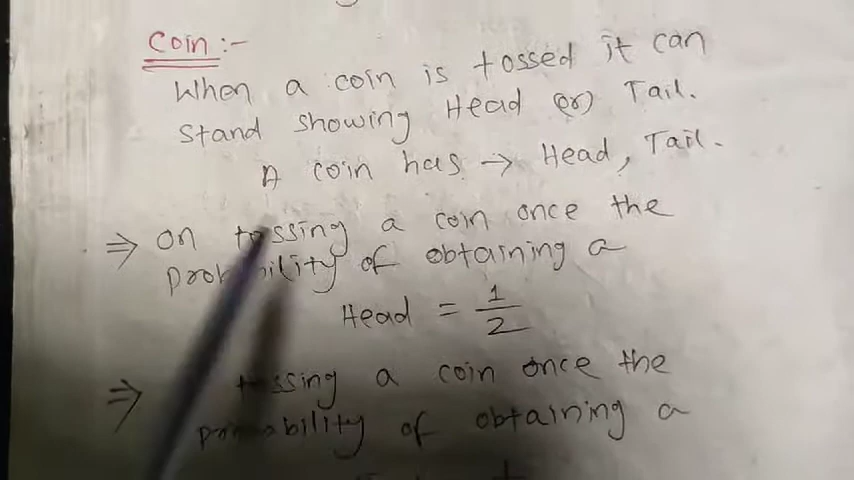 Coin :-
When a coin is tossed it can
stand showing Head (or) Tail.
A coin has → Head, Tail.
⇒ on tossing a coin once the
probability of obtaining a
Head = 1/2
⇒ tossing a coin once the
probability of obtaining a